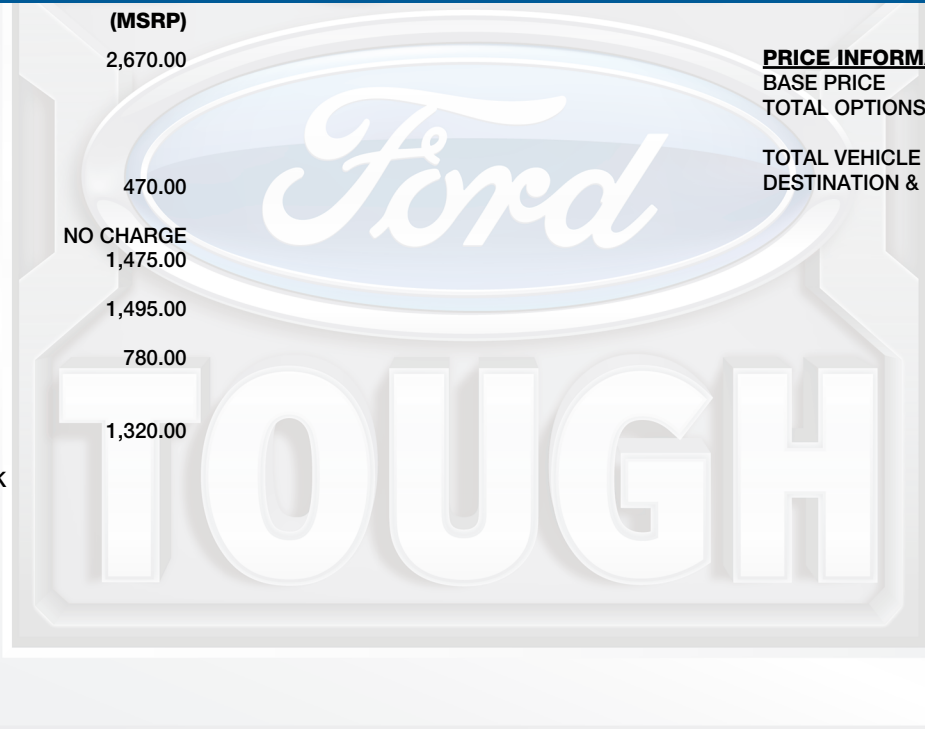 (MSRP)
2,670.00
470.00
NO CHARGE
1,475.00
1,495.00
780.00
1,320.00
K
PRICE INFORMA
BASE PRICE
TOTAL OPTIONS
TOTAL VEHICLE
DESTINATION &
Ford
TOUGH